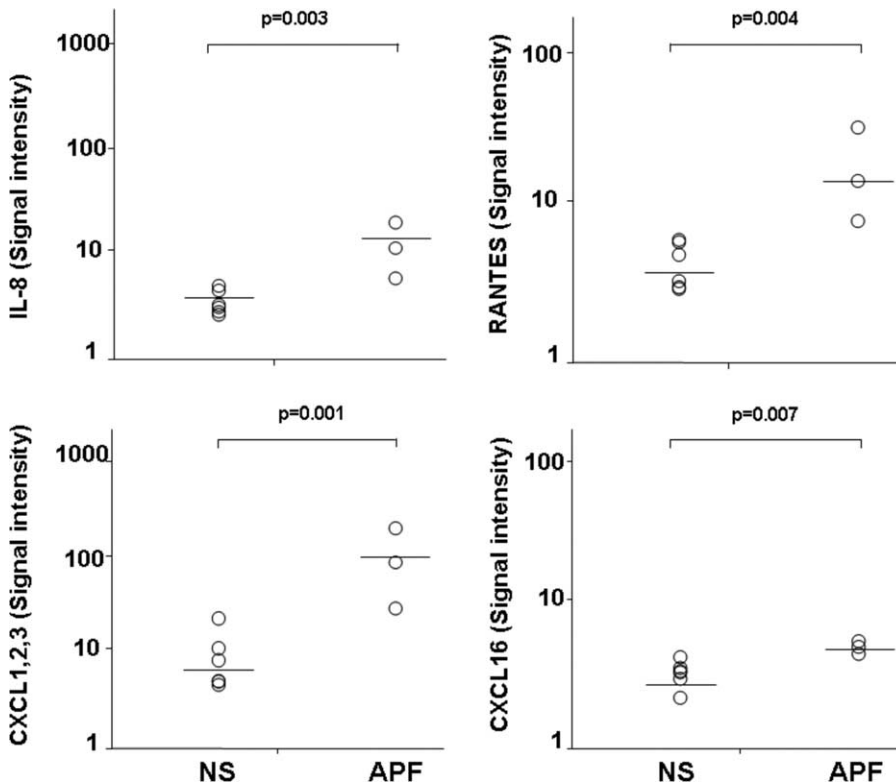 p=0.003
IL-8 (Signal intensity)
1000
100
10
1
p=0.004
RANTES (Signal intensity)
100
10
1
p=0.001
CXCL1,2,3 (Signal intensity)
1000
100
10
1
NS
APF
p=0.007
CXCL16 (Signal intensity)
100
10
1
NS
APF